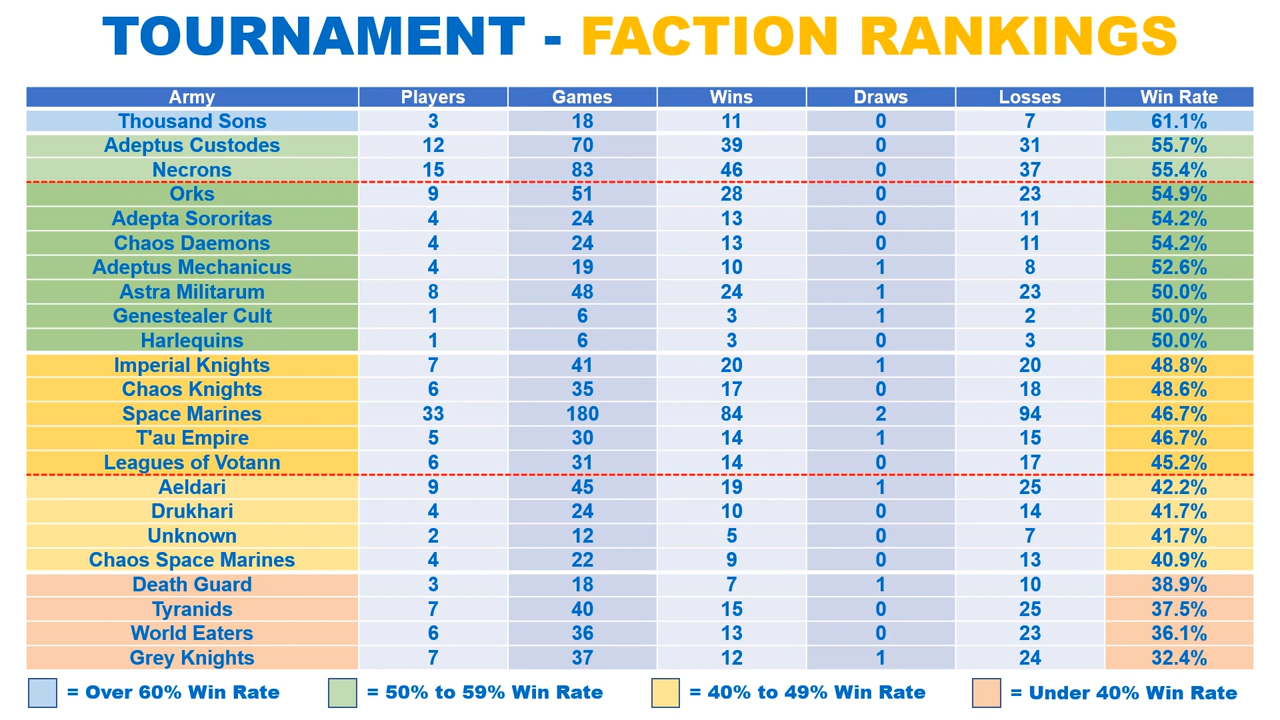 TOURNAMENT - FACTION RANKINGS
Army Players Games Wins Draws Losses Win Rate
Thousand Sons 3 18 11 0 7 61.1%
Adeptus Custodes 12 70 39 0 31 55.7%
Necrons 15 83 46 0 37 55.4%
Orks 9 51 28 0 23 54.9%
Adepta Sororitas 4 24 13 0 11 54.2%
Chaos Daemons 4 24 13 0 11 54.2%
Adeptus Mechanicus 4 19 10 1 8 52.6%
Astra Militarum 8 48 24 1 23 50.0%
Genestealer Cult 1 6 3 1 2 50.0%
Harlequins 1 6 3 0 3 50.0%
Imperial Knights 7 41 20 1 20 48.8%
Chaos Knights 6 35 17 0 18 48.6%
Space Marines 33 180 84 2 94 46.7%
T'au Empire 5 30 14 1 15 46.7%
Leagues of Votann 6 31 14 0 17 45.2%
Aeldari 9 45 19 1 25 42.2%
Drukhari 4 24 10 0 14 41.7%
Unknown 2 12 5 0 7 41.7%
Chaos Space Marines 4 22 9 0 13 40.9%
Death Guard 3 18 7 1 10 38.9%
Tyranids 7 40 15 0 25 37.5%
World Eaters 6 36 13 0 23 36.1%
Grey Knights 7 37 12 1 24 32.4%
= Over 60% Win Rate = 50% to 59% Win Rate = 40% to 49% Win Rate = Under 40% Win Rate